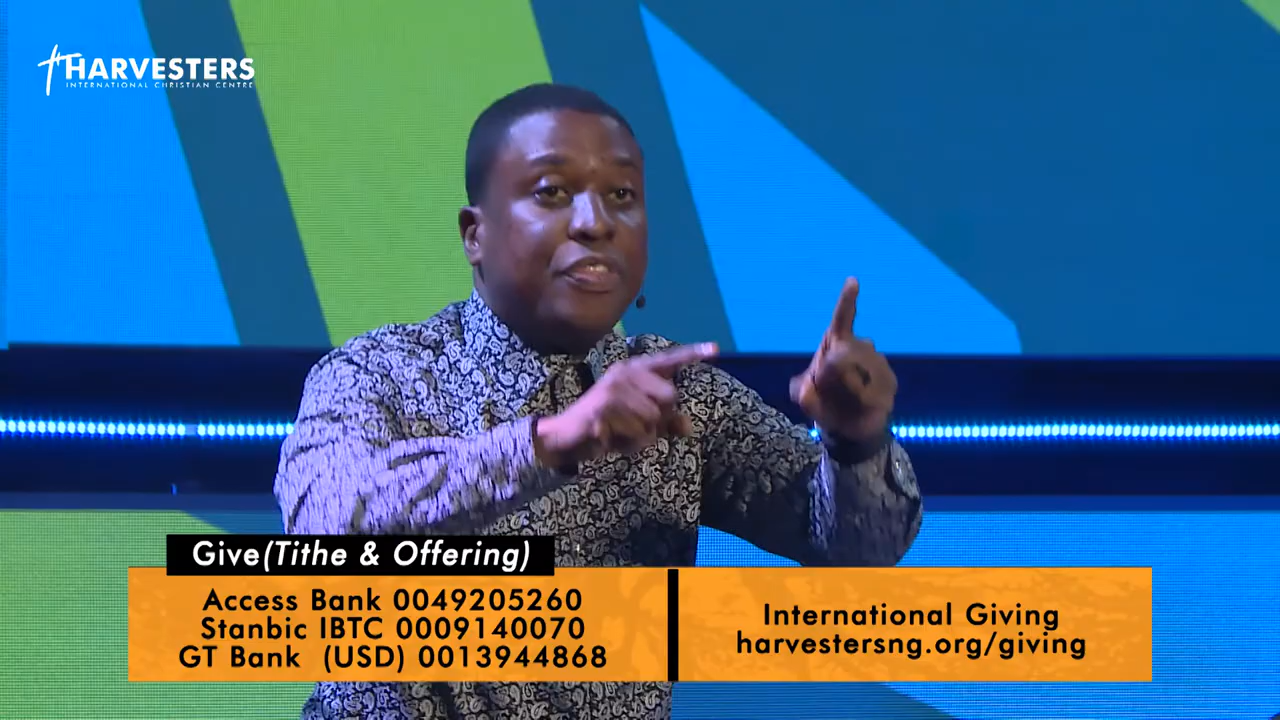 HARVESTERS
INTERNATIONAL CHRISTIAN CENTRE
Give(Tithe & Offering)
Access Bank 0049205260
Stanbic IBTC 0009140070
GT Bank (USD) 0013944868
International Giving
harvestersng.org/giving